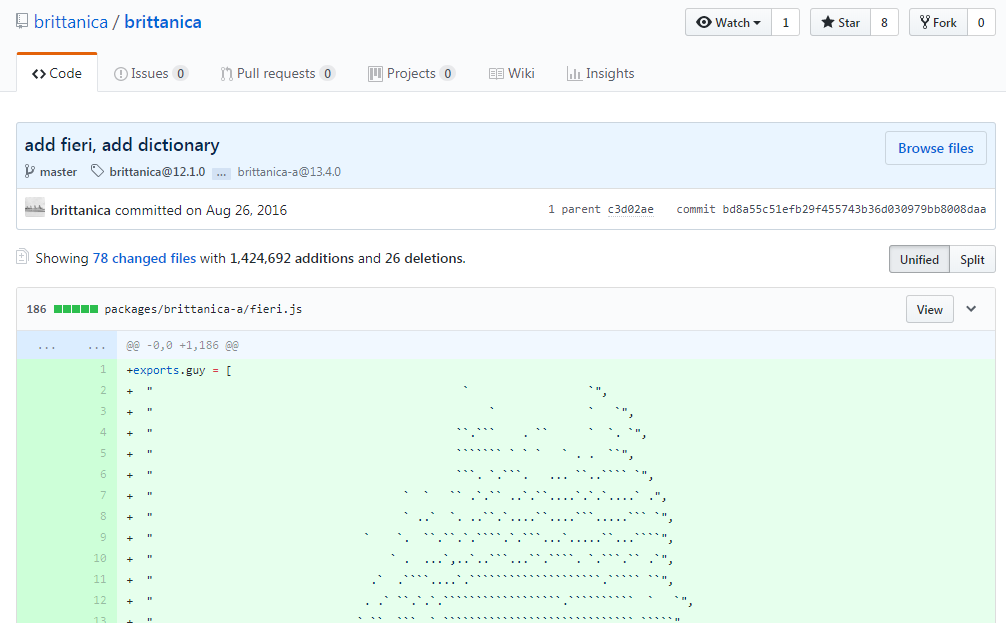 brittanica / brittanica
Watch 1 Star 8 Fork 0
Code Issues 0 Pull requests 0 Projects 0 Wiki Insights
add fieri, add dictionary
Browse files
master brittanica@12.1.0 … brittanica-a@13.4.0
brittanica committed on Aug 26, 2016 1 parent c3d02ae commit bd8a55c51efb29f455743b36d030979bb8008daa
Showing 78 changed files with 1,424,692 additions and 26 deletions.
Unified Split
186 packages/brittanica-a/fieri.js View
... ... @@ -0,0 +1,186 @@
1 +exports.guy = [
2 + "
3 + "
4 + "
5 + "
6 + "
7 + "
8 + "
9 + "
10 + "
11 + "
12 + "
13 + "